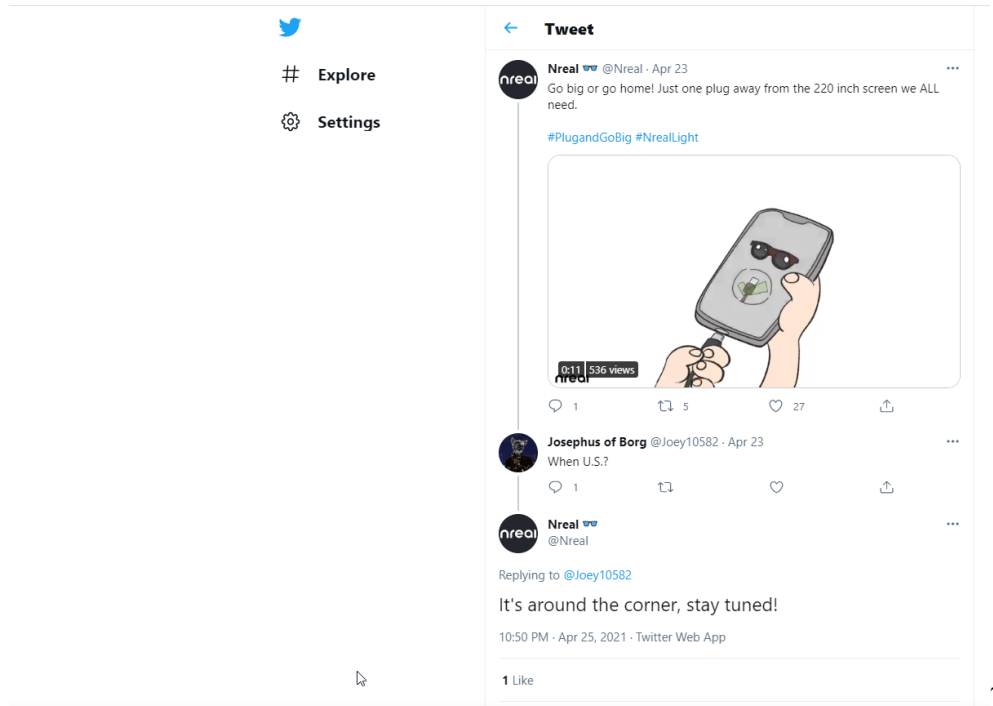 Tweet
Explore
Settings
nreal
Nreal 🕶️ @Nreal · Apr 23
Go big or go home! Just one plug away from the 220 inch screen we ALL
need.
#PlugandGoBig #NrealLight
0:11 536 views
nreal
1 5 27
Josephus of Borg @Joey10582 · Apr 23
When U.S.?
1
nreal
Nreal 🕶️
@Nreal
Replying to @Joey10582
It's around the corner, stay tuned!
10:50 PM · Apr 25, 2021 · Twitter Web App
1 Like